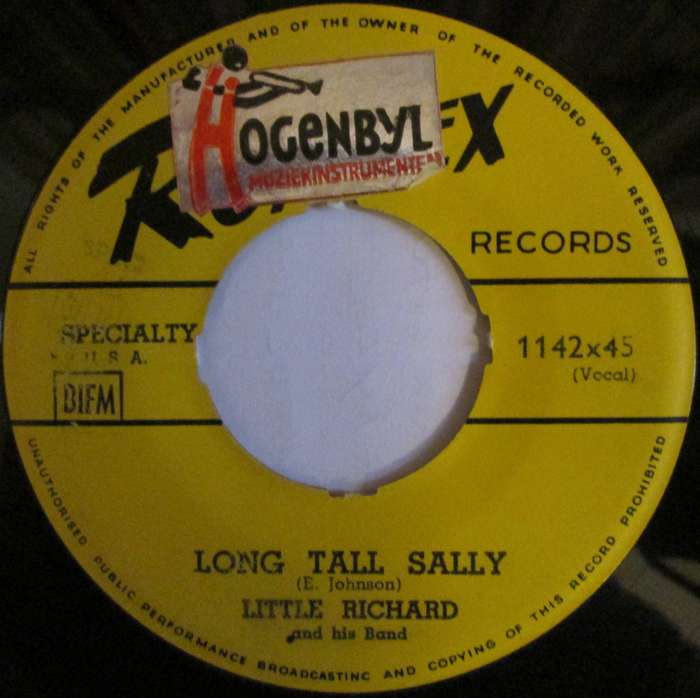 ALL RIGHTS OF THE MANUFACTURER AND OF THE OWNER OF THE RECORDED WORK RESERVED
HOGENBYL
MUZIEKINSTRUMENTEN
RECORDS
SPECIALTY
U.S.A.
BIFM
1142x45
(Vocal)
LONG TALL SALLY
(E. Johnson)
LITTLE RICHARD
and his Band
UNAUTHORISED PUBLIC PERFORMANCE BROADCASTING AND COPYING OF THIS RECORD PROHIBITED